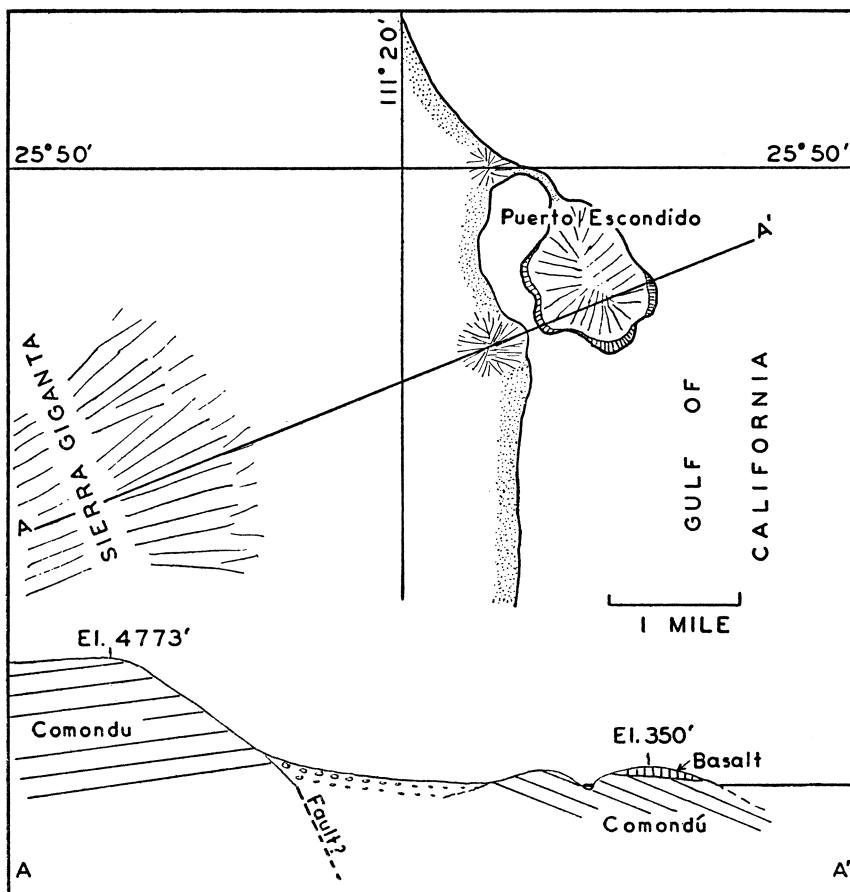 111° 20'
25° 50'
25° 50'
Puerto Escondido
A'
SIERRA GIGANTA
A
GULF OF
CALIFORNIA
1 MILE
El. 4773'
Comondu
El. 350'
Basalt
Fault?
Comondú
A
A'